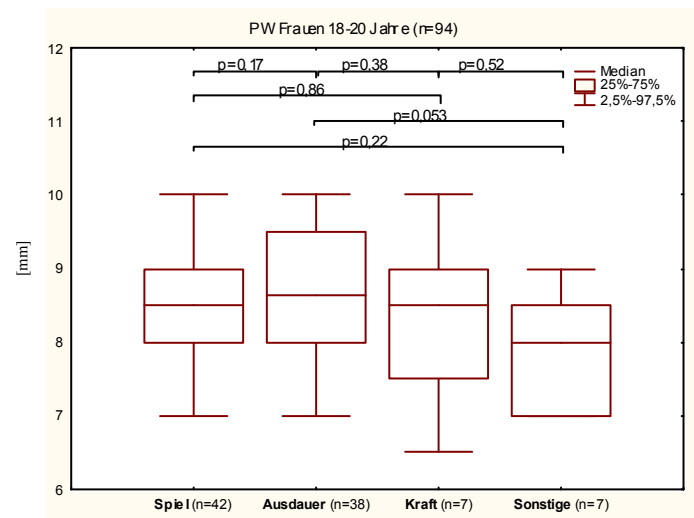 PW Frauen 18-20 Jahre (n=94)
12
11
10
9
8
7
6
[mm]
p=0,17
p=0,38
p=0,52
p=0,86
p=0,053
p=0,22
Median
25%-75%
2,5%-97,5%
Spiel (n=42) Ausdauer (n=38) Kraft (n=7) Sonstige (n=7)